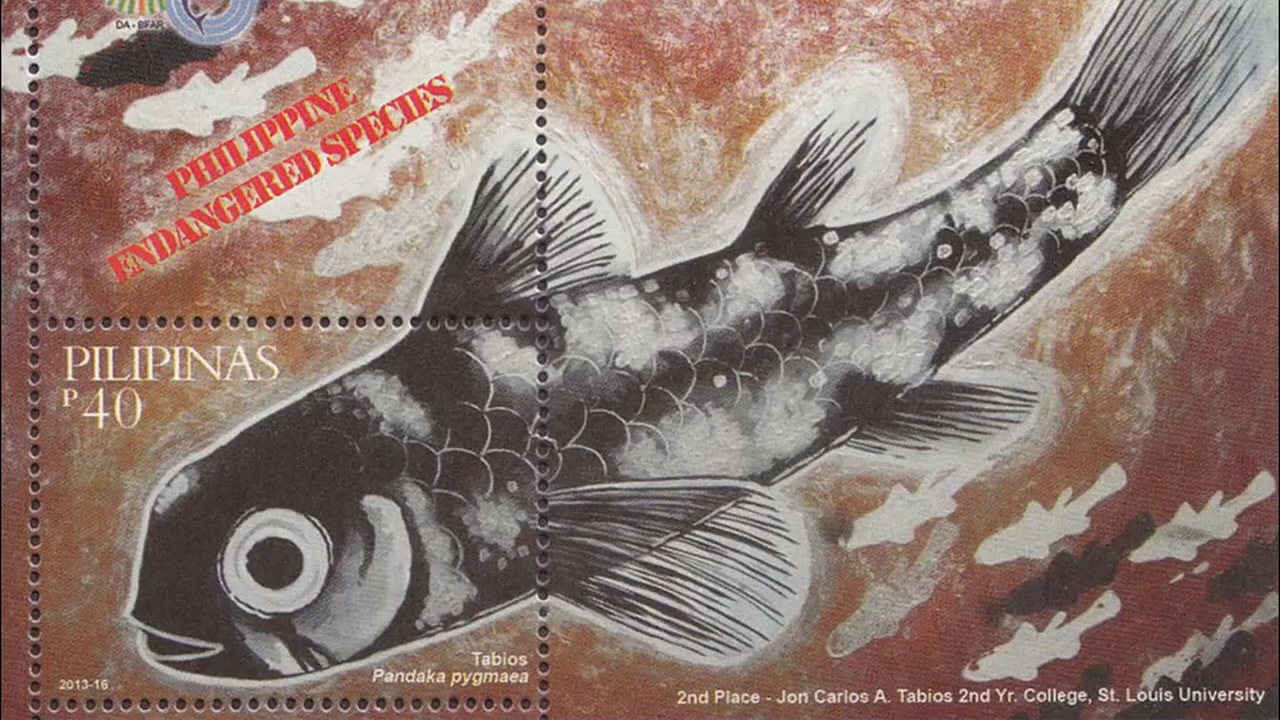 DA - BFAR
PHILIPPINE
ENDANGERED SPECIES
PILIPINAS
P40
Tabios
Pandaka pygmaea
2013-16
2nd Place - Jon Carlos A. Tabios 2nd Yr. College, St. Louis University